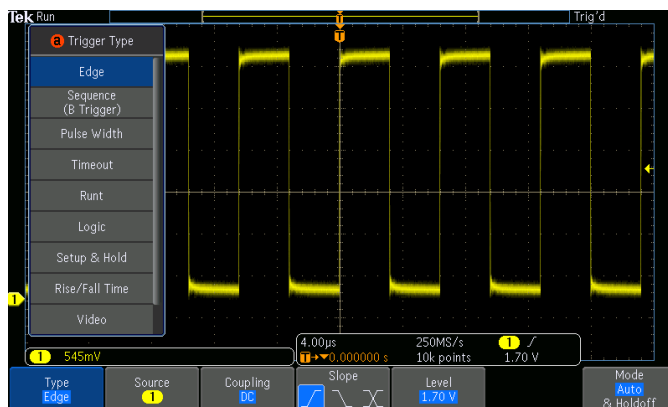 Tek Run
Trig'd
T
T
a Trigger Type
Edge
Sequence
(B Trigger)
Pulse Width
Timeout
Runt
Logic
Setup & Hold
Rise/Fall Time
Video
1
1 545mV
4.00µs 250MS/s 1
T→▼0.000000 s 10k points 1.70 V
Type
Edge
Source
1
Coupling
DC
Slope
Level
1.70 V
Mode
Auto
& Holdoff